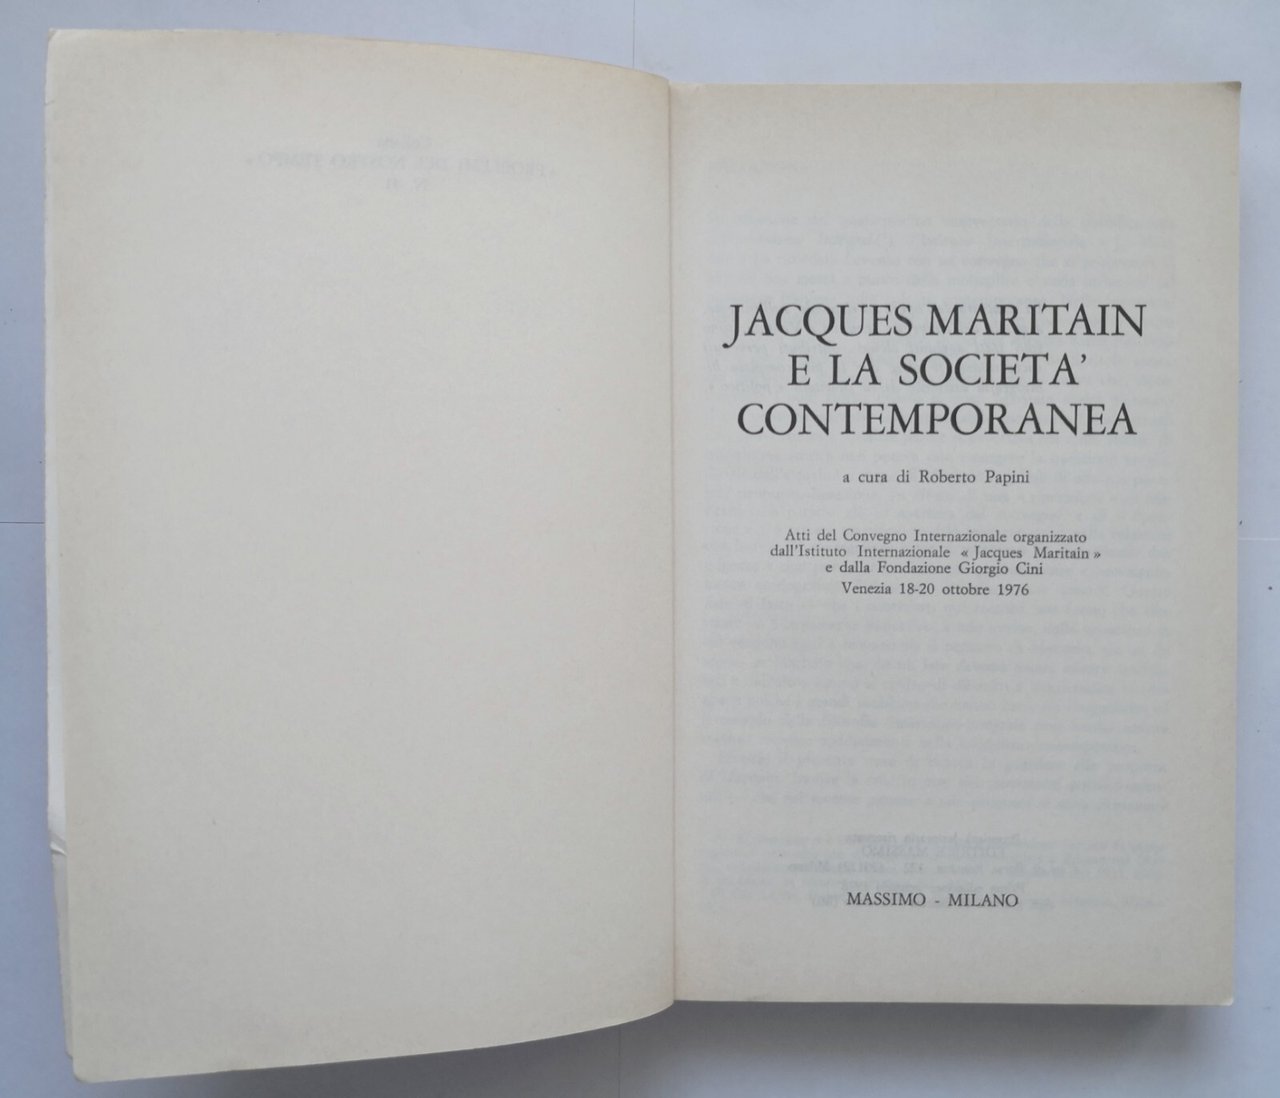 JACQUES MARITAIN
E LA SOCIETA'
CONTEMPORANEA
a cura di Roberto Papini
Atti del Convegno Internazionale organizzato
dall'Istituto Internazionale « Jacques Maritain »
e dalla Fondazione Giorgio Cini
Venezia 18-20 ottobre 1976
MASSIMO - MILANO